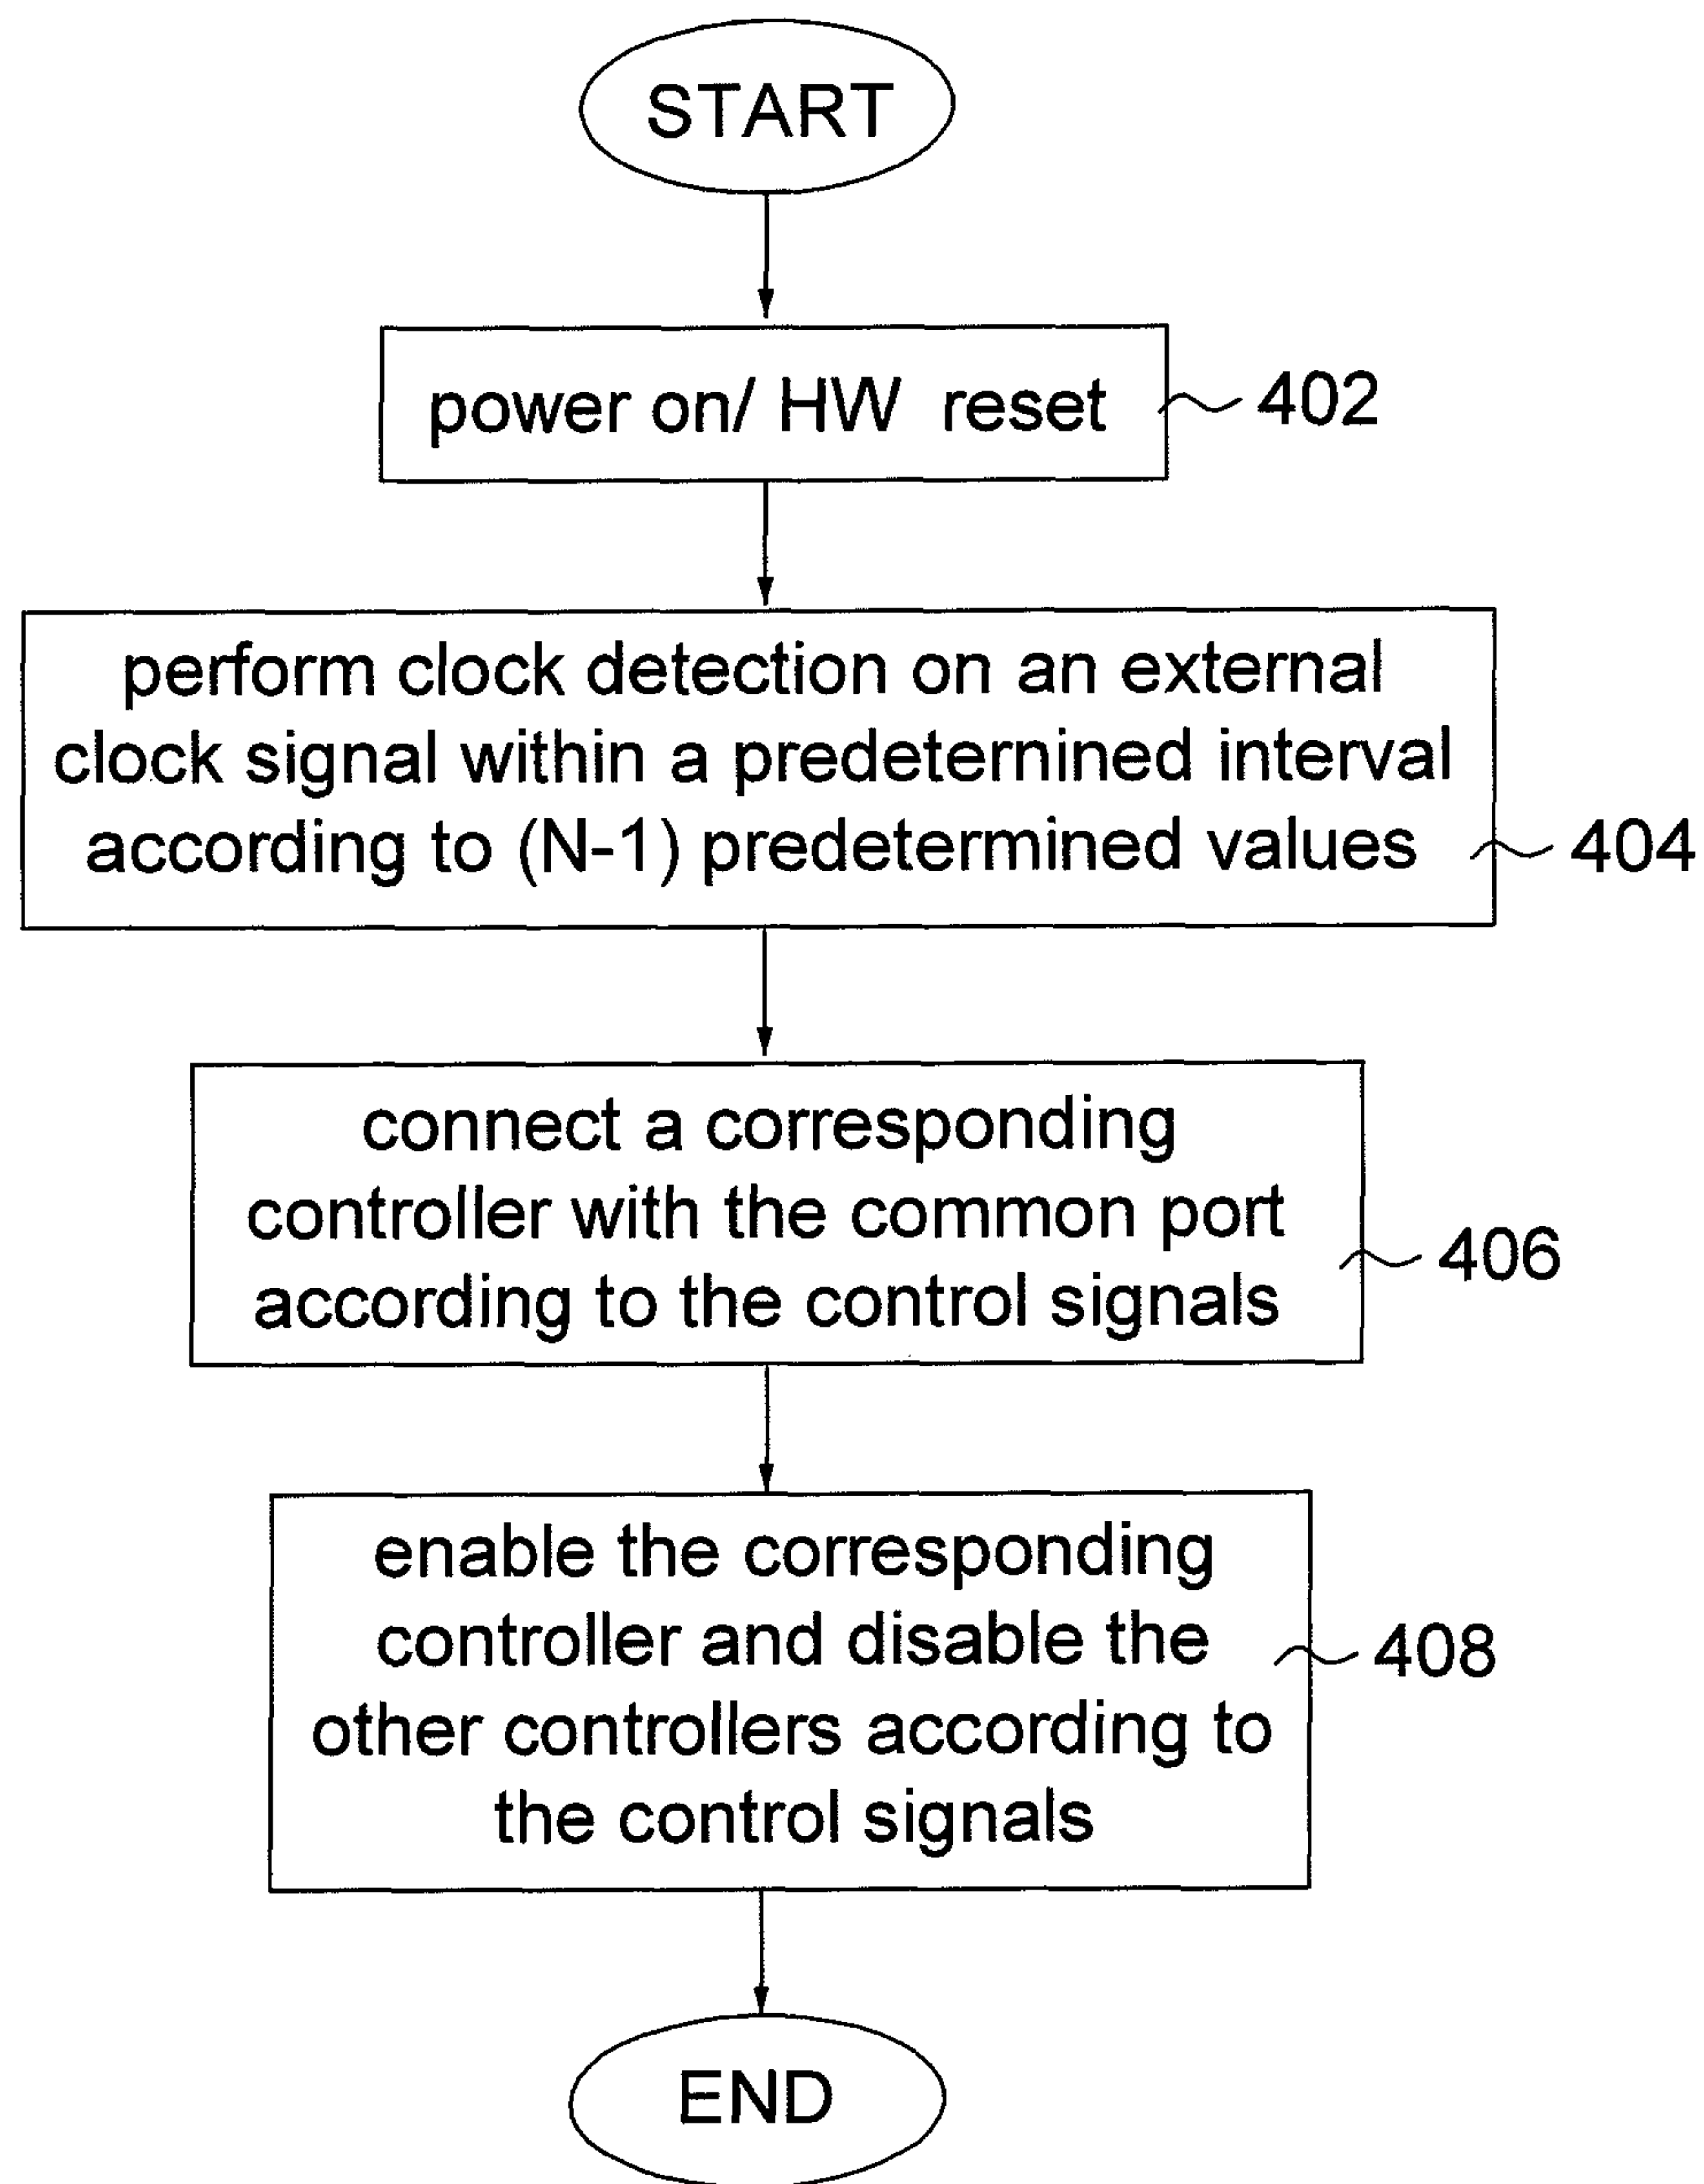 START
power on/ HW reset
402
perform clock detection on an external
clock signal within a predeternined interval
according to (N-1) predetermined values
404
connect a corresponding
controller with the common port
according to the control signals
406
enable the corresponding
controller and disable the
other controllers according to
the control signals
408
END